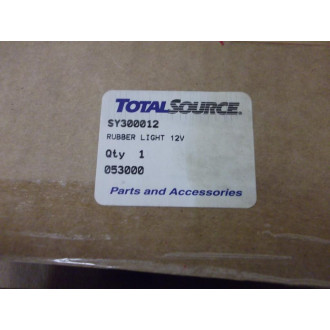 TOTALSOURCE.
SY300012
RUBBER LIGHT 12V
Qty 1
053000
Parts and Accessories